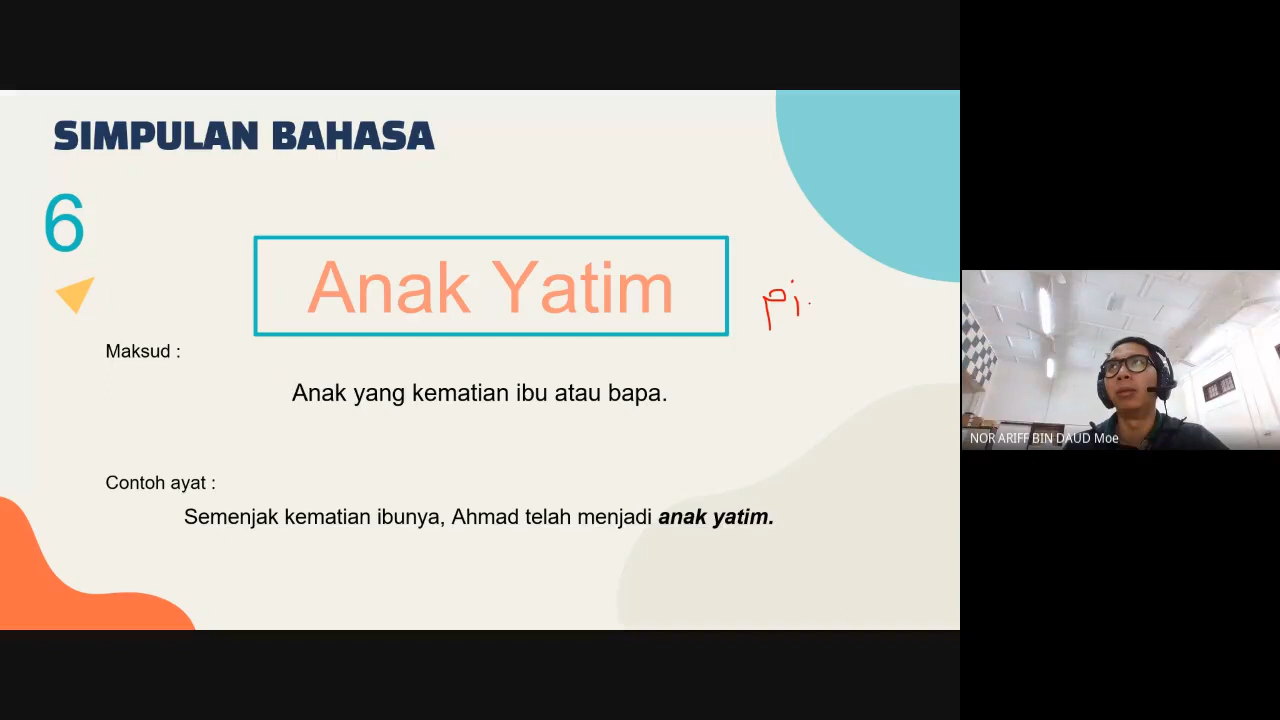 SIMPULAN BAHASA
6
Anak Yatim
pi
Maksud :
Anak yang kematian ibu atau bapa.
Contoh ayat :
Semenjak kematian ibunya, Ahmad telah menjadi anak yatim.
NOR ARIFF BIN DAUD Moe